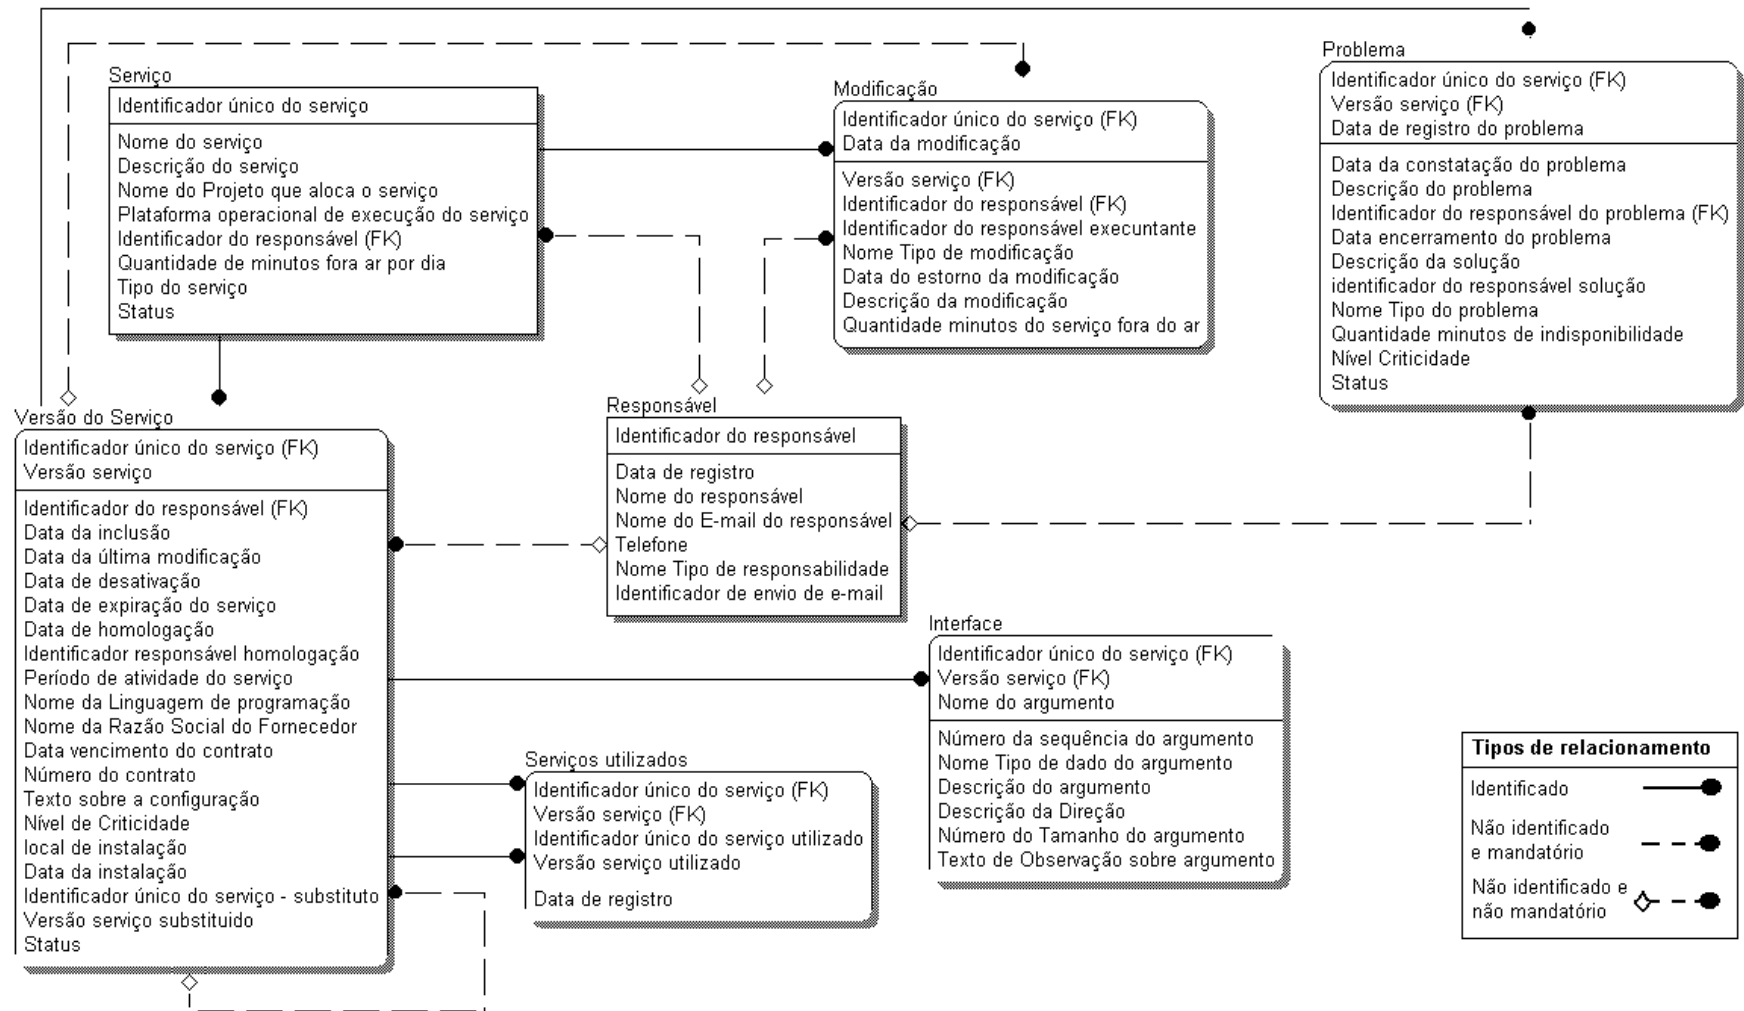 Serviço
Identificador único do serviço
Nome do serviço
Descrição do serviço
Nome do Projeto que aloca o serviço
Plataforma operacional de execução do serviço
Identificador do responsável (FK)
Quantidade de minutos fora ar por dia
Tipo do serviço
Status
Modificação
Identificador único do serviço (FK)
Data da modificação
Versão serviço (FK)
Identificador do responsável (FK)
Identificador do responsável execuntante
Nome Tipo de modificação
Data do estorno da modificação
Descrição da modificação
Quantidade minutos do serviço fora do ar
Problema
Identificador único do serviço (FK)
Versão serviço (FK)
Data de registro do problema
Data da constatação do problema
Descrição do problema
Identificador do responsável do problema (FK)
Data encerramento do problema
Descrição da solução
identificador do responsável solução
Nome Tipo do problema
Quantidade minutos de indisponibilidade
Nível Criticidade
Status
Versão do Serviço
Identificador único do serviço (FK)
Versão serviço
Identificador do responsável (FK)
Data da inclusão
Data da última modificação
Data de desativação
Data de expiração do serviço
Data de homologação
Identificador responsável homologação
Período de atividade do serviço
Nome da Linguagem de programação
Nome da Razão Social do Fornecedor
Data vencimento do contrato
Número do contrato
Texto sobre a configuração
Nível de Criticidade
local de instalação
Data da instalação
Identificador único do serviço - substituto
Versão serviço substituido
Status
Responsável
Identificador do responsável
Data de registro
Nome do responsável
Nome do E-mail do responsável
Telefone
Nome Tipo de responsabilidade
Identificador de envio de e-mail
Interface
Identificador único do serviço (FK)
Versão serviço (FK)
Nome do argumento
Número da sequência do argumento
Nome Tipo de dado do argumento
Descrição do argumento
Descrição da Direção
Número do Tamanho do argumento
Texto de Observação sobre argumento
Serviços utilizados
Identificador único do serviço (FK)
Versão serviço (FK)
Identificador único do serviço utilizado
Versão serviço utilizado
Data de registro
Tipos de relacionamento
Identificado
Não identificado
e mandatório
Não identificado e
não mandatório